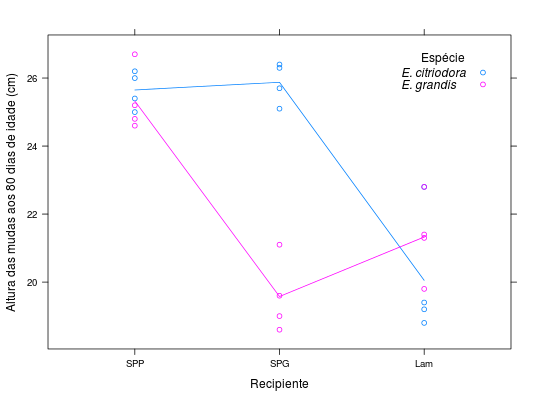 Espécie
E. citriodora
E. grandis
Altura das mudas aos 80 dias de idade (cm)
26
24
22
20
SPP
SPG
Lam
Recipiente